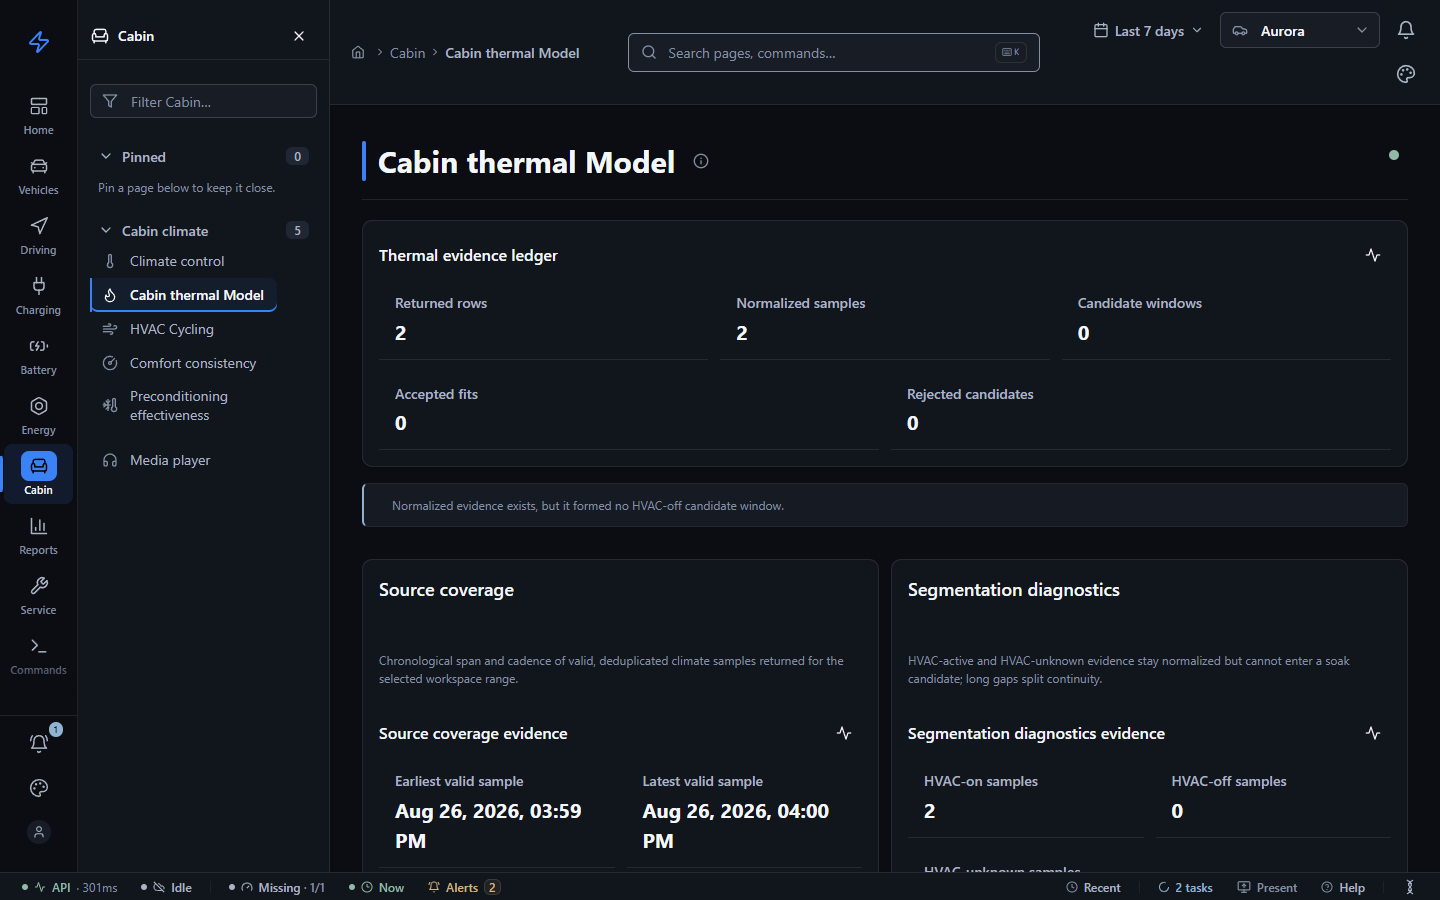 Cabin
Filter Cabin...
Pinned
0
Pin a page below to keep it close.
Cabin climate
5
Climate control
Cabin thermal Model
HVAC Cycling
Comfort consistency
Preconditioning
effectiveness
Media player
Home
Vehicles
Driving
Charging
Battery
Energy
Cabin
Reports
Service
Commands
1
Cabin
Cabin thermal Model
Search pages, commands...
K
Last 7 days
Aurora
Cabin thermal Model
Thermal evidence ledger
Returned rows
2
Normalized samples
2
Candidate windows
0
Accepted fits
0
Rejected candidates
0
Normalized evidence exists, but it formed no HVAC-off candidate window.
Source coverage
Chronological span and cadence of valid, deduplicated climate samples returned for the
selected workspace range.
Source coverage evidence
Earliest valid sample
Aug 26, 2026, 03:59
PM
Latest valid sample
Aug 26, 2026, 04:00
PM
Segmentation diagnostics
HVAC-active and HVAC-unknown evidence stay normalized but cannot enter a soak
candidate; long gaps split continuity.
Segmentation diagnostics evidence
HVAC-on samples
2
HVAC-off samples
0
HVAC-unknown samples
API · 301ms
Idle
Missing · 1/1
Now
Alerts 2
Recent
2 tasks
Present
Help